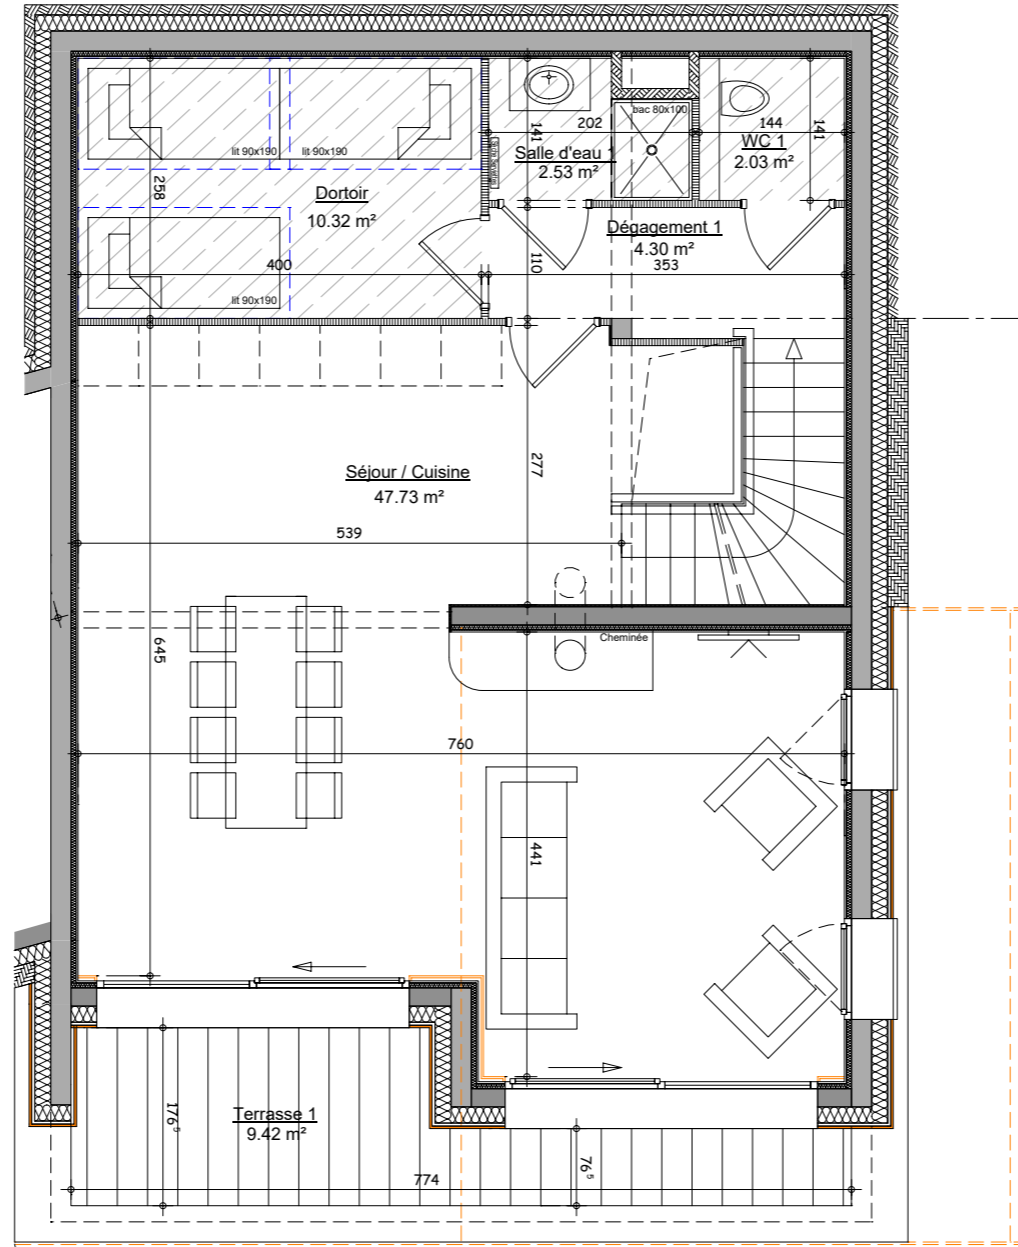 bac 80x100
202
144
141
141
WC 1
2.03 m²
Salle d'eau 1
2.53 m²
lit 90x190
lit 90x190
258
Dortoir
10.32 m²
Dégagement 1
4.30 m²
110
400
353
lit 90x190
277
Séjour / Cuisine
47.73 m²
539
Cheminée
645
760
441
Terrasse 1
9.42 m²
176⁵
76⁵
774